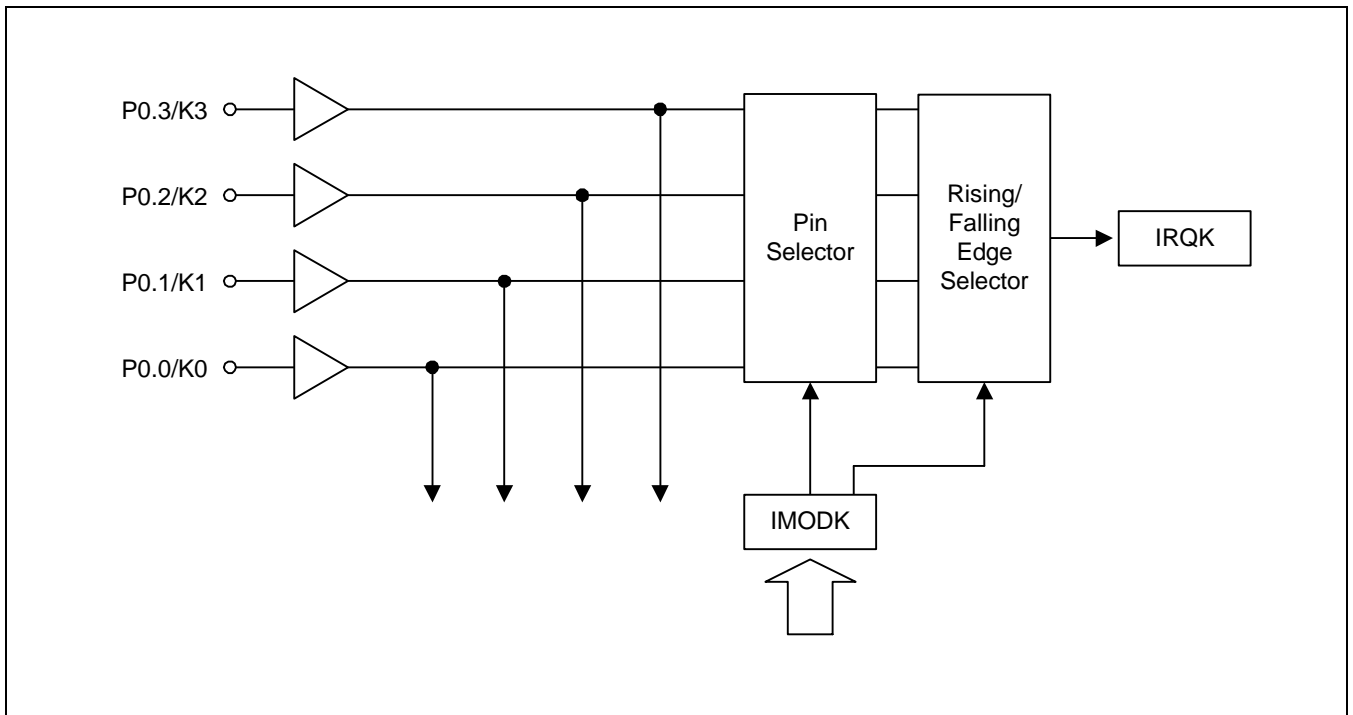 P0.3/K3
P0.2/K2
P0.1/K1
P0.0/K0
Pin
Selector
Rising/
Falling
Edge
Selector
IRQK
IMODK